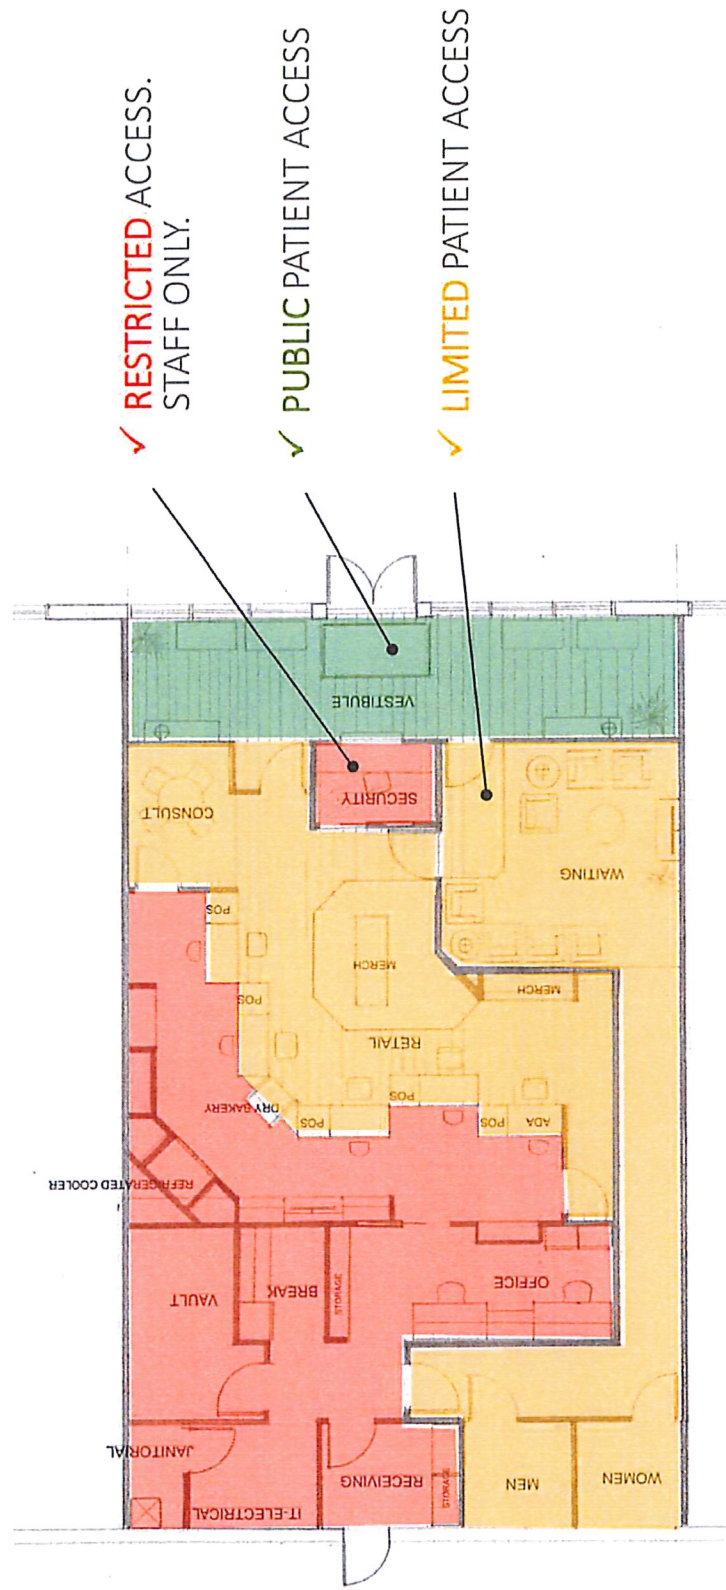 ✓ RESTRICTED ACCESS.
STAFF ONLY.
✓ PUBLIC PATIENT ACCESS
✓ LIMITED PATIENT ACCESS
VESTIBULE
SECURITY
CONSULT
WAITING
POS
MERCH
MERCH
POS
RETAIL
POS
DRY BAKERY
POS
POS
ADA
REFRIGERATED COOLER
VAULT
BREAK
STORAGE
OFFICE
JANITORIAL
IT-ELECTRICAL
RECEIVING
STORAGE
MEN
WOMEN